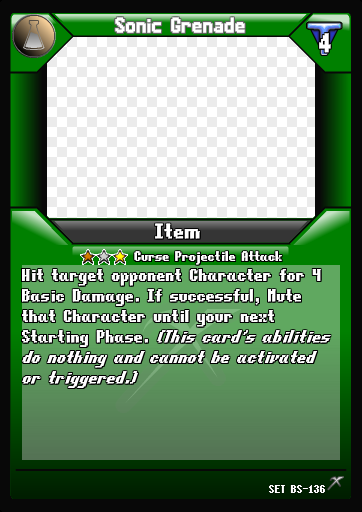 Sonic Grenade
4
Item
Curse Projectile Attack
Hit target opponent Character for 4
Basic Damage. If successful, Mute
that Character until your next
Starting Phase. (This card's abilities
do nothing and cannot be activated
or triggered.)
SET BS-136